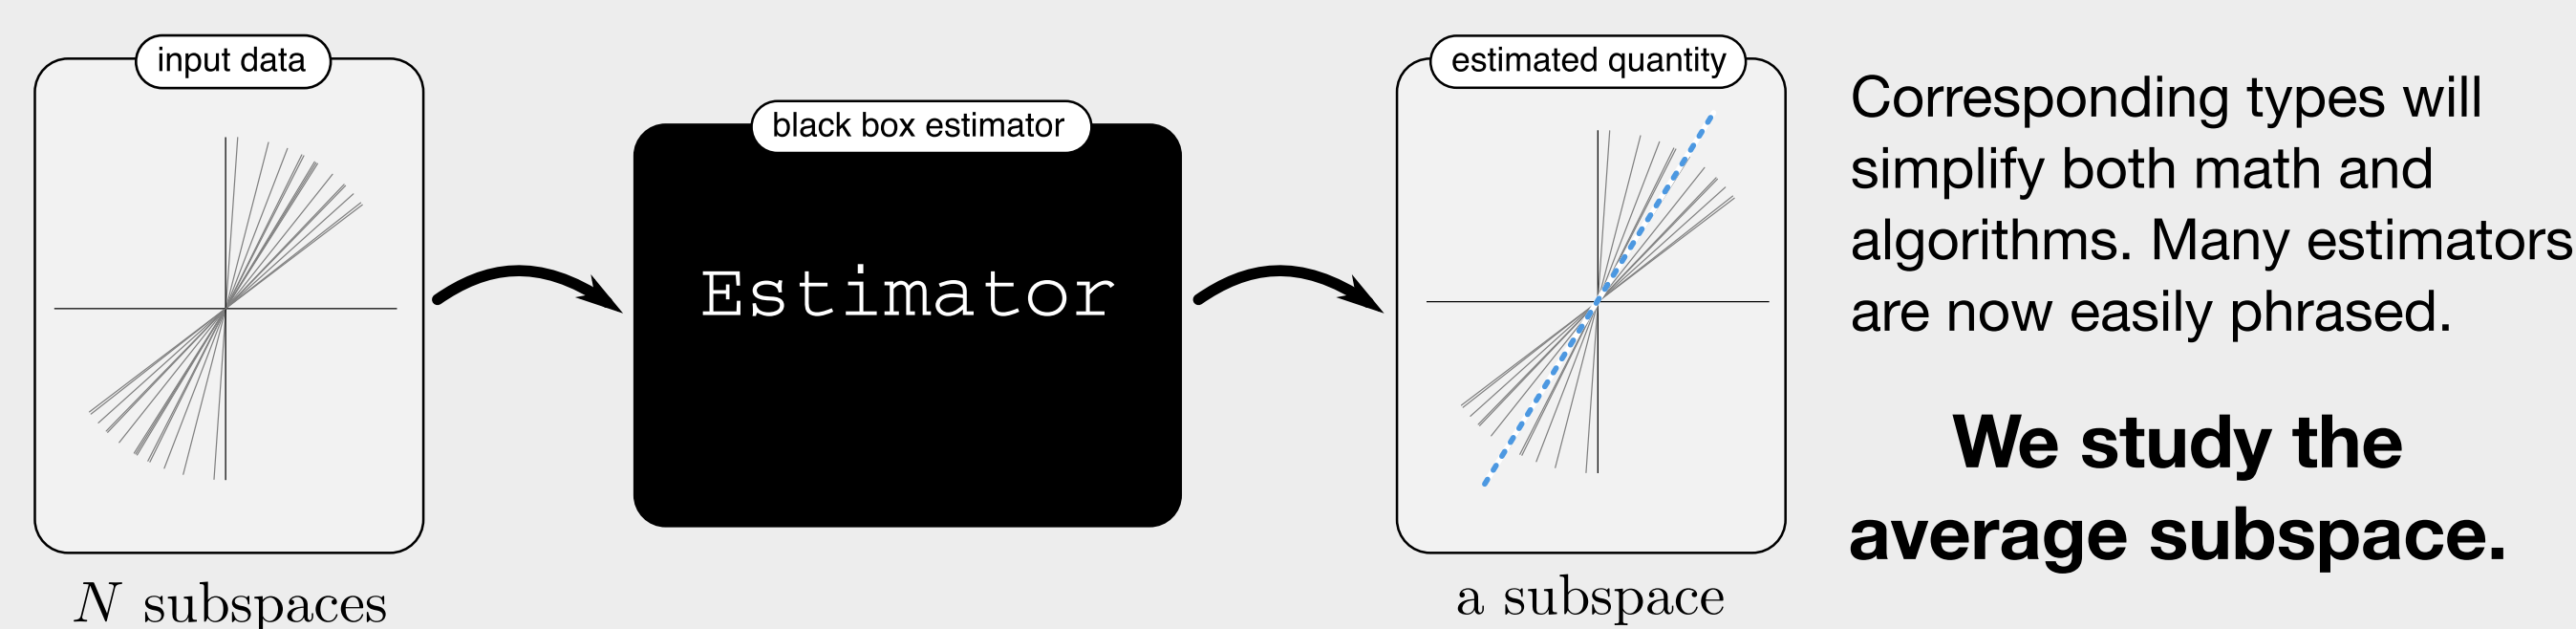 input data
N subspaces
black box estimator
Estimator
estimated quantity
a subspace
Corresponding types will
simplify both math and
algorithms. Many estimators
are now easily phrased.
We study the
average subspace.